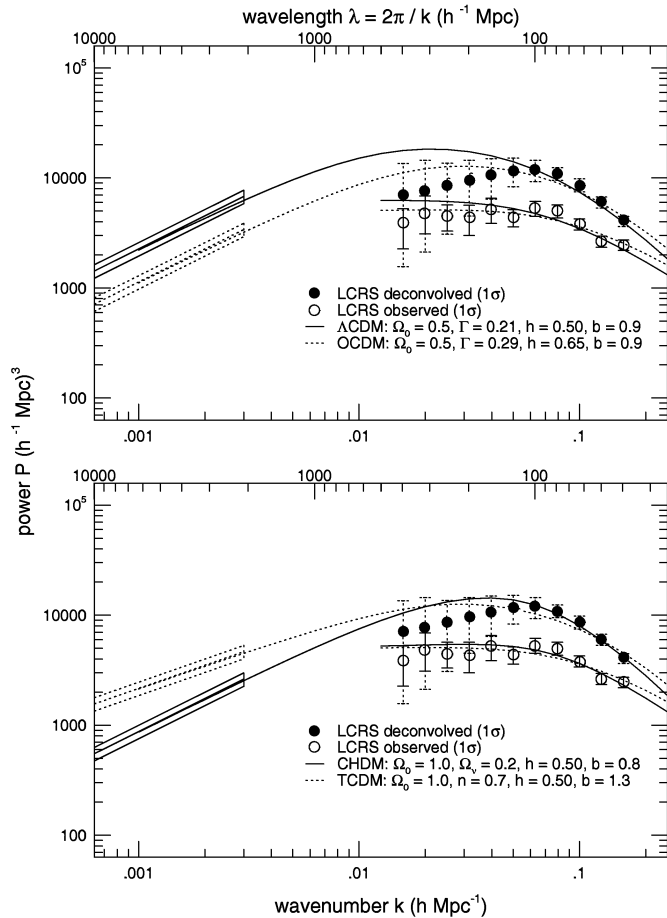 wavelength λ = 2π / k (h⁻¹ Mpc)
10000 1000 100
10⁵
10000
1000
100
LCRS deconvolved (1σ)
LCRS observed (1σ)
ΛCDM: Ω₀ = 0.5, Γ = 0.21, h = 0.50, b = 0.9
OCDM: Ω₀ = 0.5, Γ = 0.29, h = 0.65, b = 0.9
.001 .01 .1
power P (h⁻¹ Mpc)³
10000 1000 100
10⁵
10000
1000
100
LCRS deconvolved (1σ)
LCRS observed (1σ)
CHDM: Ω₀ = 1.0, Ωᵥ = 0.2, h = 0.50, b = 0.8
TCDM: Ω₀ = 1.0, n = 0.7, h = 0.50, b = 1.3
.001 .01 .1
wavenumber k (h Mpc⁻¹)